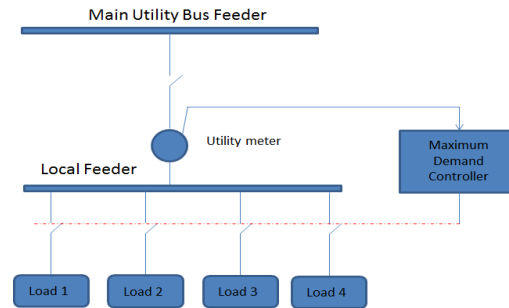 Main Utility Bus Feeder
Utility meter
Maximum
Demand
Controller
Local Feeder
Load 1
Load 2
Load 3
Load 4